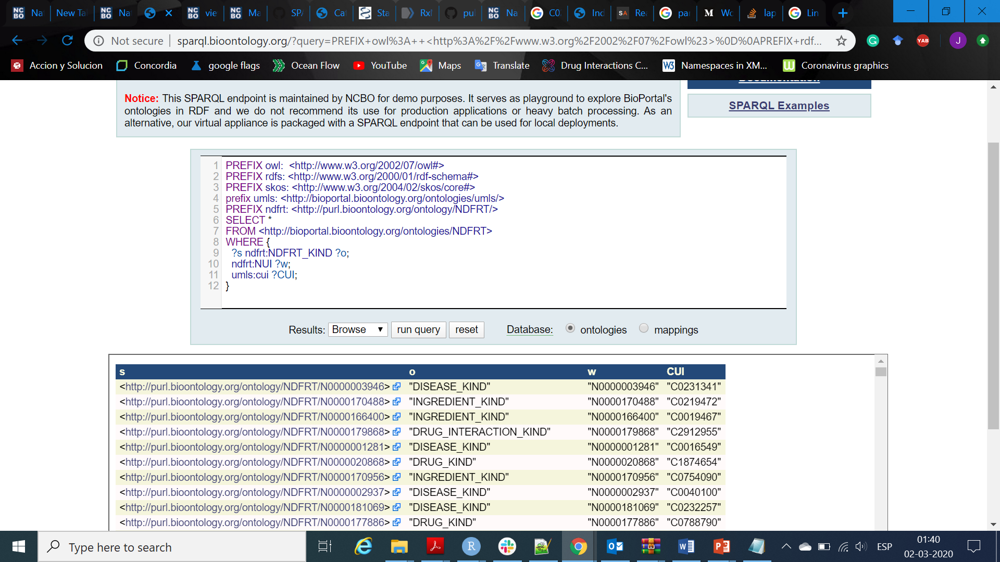 Na
New Ta
Na
vie
Ma
SPA
Cat
Sta
Rxl
pu
Na
C0
Ind
Re
pa
Wo
lap
Lin
Not secure
sparql.bioontology.org/?query=PREFIX+owl%3A++<http%3A%2F%2Fwww.w3.org%2F2002%2F07%2Fowl%23>%0D%0APREFIX+rdf...
YAB
J
Accion y Solucion
Concordia
google flags
Ocean Flow
YouTube
Maps
Translate
Drug Interactions C...
W3 Namespaces in XM...
Coronavirus graphics
Documentation
Notice: This SPARQL endpoint is maintained by NCBO for demo purposes. It serves as playground to explore BioPortal's
ontologies in RDF and we do not recommend its use for production applications or heavy batch processing. As an
alternative, our virtual appliance is packaged with a SPARQL endpoint that can be used for local deployments.
SPARQL Examples
1 PREFIX owl:  <http://www.w3.org/2002/07/owl#>
2 PREFIX rdfs: <http://www.w3.org/2000/01/rdf-schema#>
3 PREFIX skos: <http://www.w3.org/2004/02/skos/core#>
4 prefix umls: <http://bioportal.bioontology.org/ontologies/umls/>
5 PREFIX ndfrt: <http://purl.bioontology.org/ontology/NDFRT/>
6 SELECT *
7 FROM <http://bioportal.bioontology.org/ontologies/NDFRT>
8 WHERE {
9 ?s ndfrt:NDFRT_KIND ?o;
10 ndfrt:NUI ?w;
11 umls:cui ?CUI;
12 }
Results: Browse run query reset Database: ontologies mappings
s o w CUI
<http://purl.bioontology.org/ontology/NDFRT/N0000003946> "DISEASE_KIND" "N0000003946" "C0231341"
<http://purl.bioontology.org/ontology/NDFRT/N0000170488> "INGREDIENT_KIND" "N0000170488" "C0219472"
<http://purl.bioontology.org/ontology/NDFRT/N0000166400> "INGREDIENT_KIND" "N0000166400" "C0019467"
<http://purl.bioontology.org/ontology/NDFRT/N0000179868> "DRUG_INTERACTION_KIND" "N0000179868" "C2912955"
<http://purl.bioontology.org/ontology/NDFRT/N0000001281> "DISEASE_KIND" "N0000001281" "C0016549"
<http://purl.bioontology.org/ontology/NDFRT/N0000020868> "DRUG_KIND" "N0000020868" "C1874654"
<http://purl.bioontology.org/ontology/NDFRT/N0000170956> "INGREDIENT_KIND" "N0000170956" "C0754090"
<http://purl.bioontology.org/ontology/NDFRT/N0000002937> "DISEASE_KIND" "N0000002937" "C0040100"
<http://purl.bioontology.org/ontology/NDFRT/N0000181069> "DISEASE_KIND" "N0000181069" "C0232257"
<http://purl.bioontology.org/ontology/NDFRT/N0000177886> "DRUG_KIND" "N0000177886" "C0788790"
Type here to search
ESP
01:40
02-03-2020